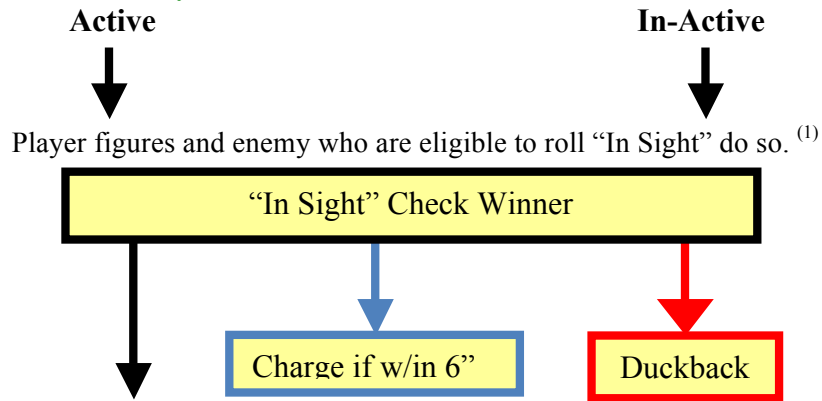 Active In-Active
Player figures and enemy who are eligible to roll “In Sight” do so. (1)
“In Sight” Check Winner
Charge if w/in 6” Duckback